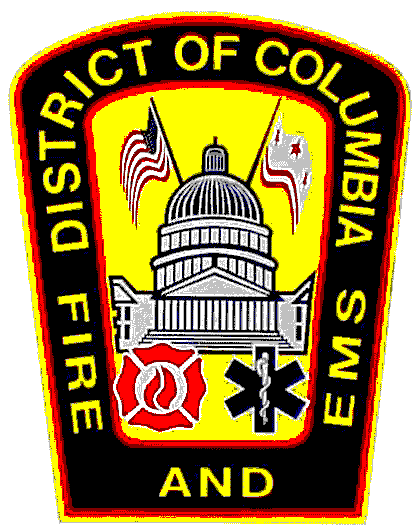 DISTRICT OF COLUMBIA
FIRE
AND
EMS